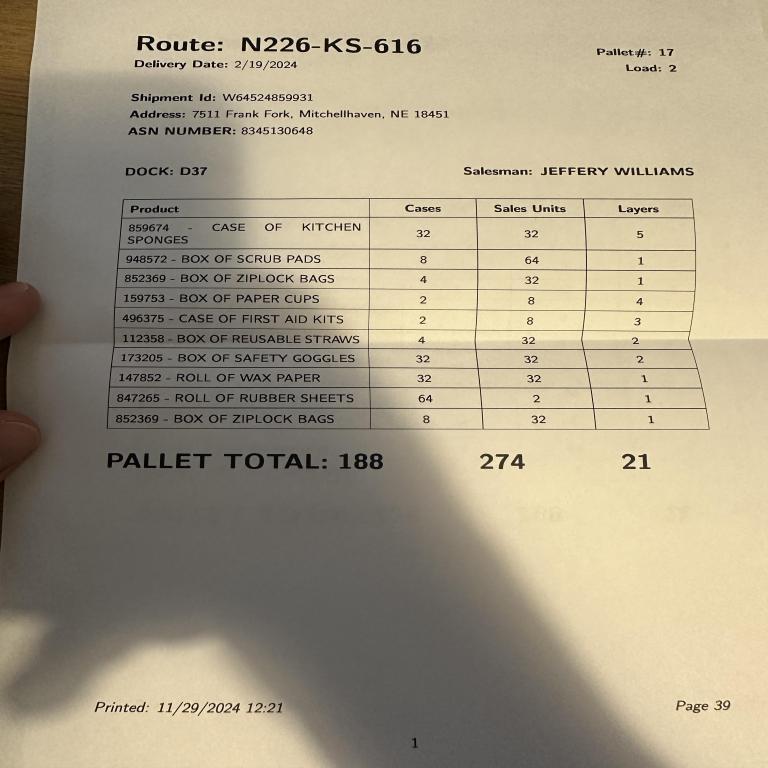 Route: N226-KS-616
Pallet#: 17
Delivery Date: 2/19/2024
Load: 2
Shipment Id: W64524859931
Address: 7511 Frank Fork, Mitchellhaven, NE 18451
ASN NUMBER: 8345130648
DOCK: D37 Salesman: JEFFERY WILLIAMS
Product Cases Sales Units Layers
859674 - CASE OF KITCHEN
SPONGES 32 32 5
948572 - BOX OF SCRUB PADS 8 64 1
852369 - BOX OF ZIPLOCK BAGS 4 32 1
159753 - BOX OF PAPER CUPS 2 8 4
496375 - CASE OF FIRST AID KITS 2 8 3
112358 - BOX OF REUSABLE STRAWS 4 32 2
173205 - BOX OF SAFETY GOGGLES 32 32 2
147852 - ROLL OF WAX PAPER 32 32 1
847265 - ROLL OF RUBBER SHEETS 64 2 1
852369 - BOX OF ZIPLOCK BAGS 8 32 1
PALLET TOTAL: 188 274 21
Printed: 11/29/2024 12:21 Page 39
1